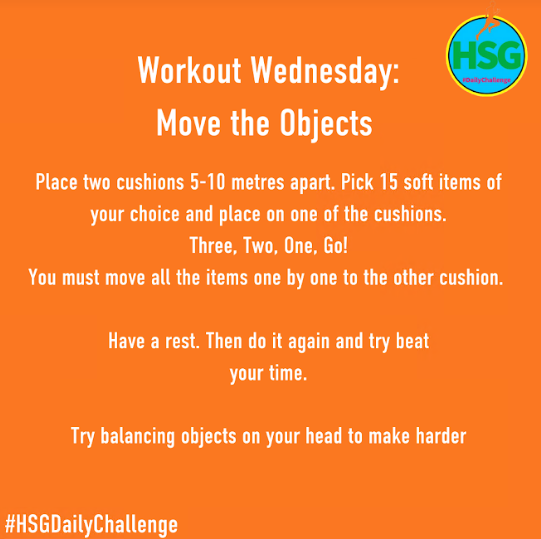 HSG
#DailyChallenge
Workout Wednesday:
Move the Objects
Place two cushions 5-10 metres apart. Pick 15 soft items of
your choice and place on one of the cushions.
Three, Two, One, Go!
You must move all the items one by one to the other cushion.
Have a rest. Then do it again and try beat
your time.
Try balancing objects on your head to make harder
#HSGDailyChallenge